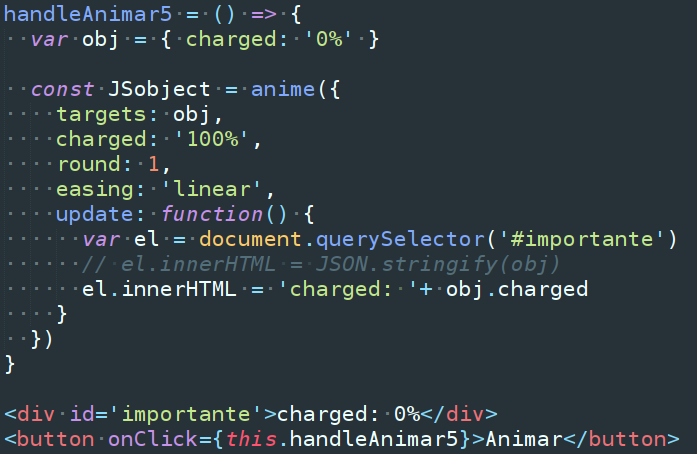 handleAnimar5 = () => {
  var obj = { charged: '0%' }

  const JSobject = anime({
    targets: obj,
    charged: '100%',
    round: 1,
    easing: 'linear',
    update: function() {
      var el = document.querySelector('#importante')
      // el.innerHTML = JSON.stringify(obj)
      el.innerHTML = 'charged: '+ obj.charged
    }
  })
}

<div id='importante'>charged: 0%</div>
<button onClick={this.handleAnimar5}>Animar</button>